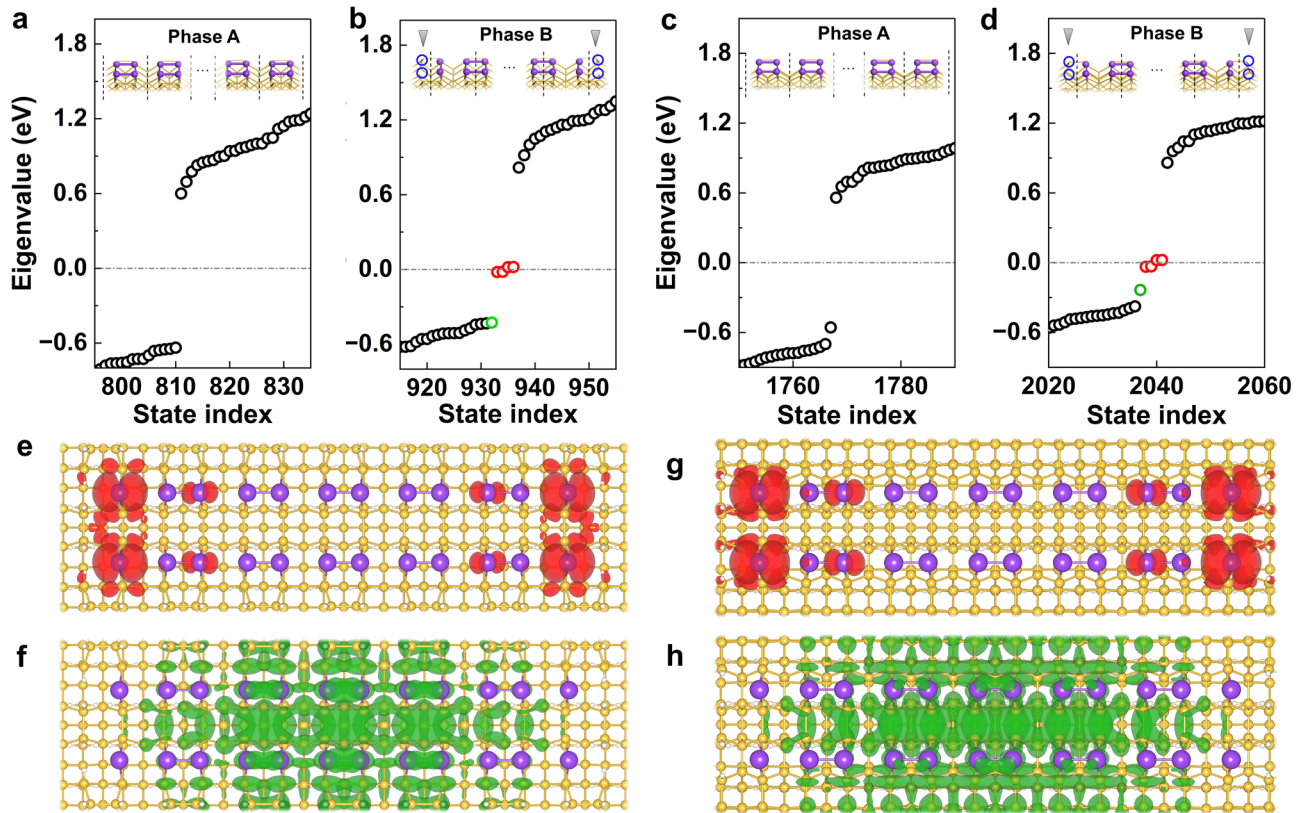 a
Phase A
...
1.8
1.2
0.6
0.0
−0.6
Eigenvalue (eV)
800 810 820 830
State index
b
Phase B
...
1.8
1.2
0.6
0.0
−0.6
920 930 940 950
State index
c
Phase A
...
1.8
1.2
0.6
0.0
−0.6
Eigenvalue (eV)
1760 1780
State index
d
Phase B
...
1.8
1.2
0.6
0.0
−0.6
2020 2040 2060
State index
e
f
g
h